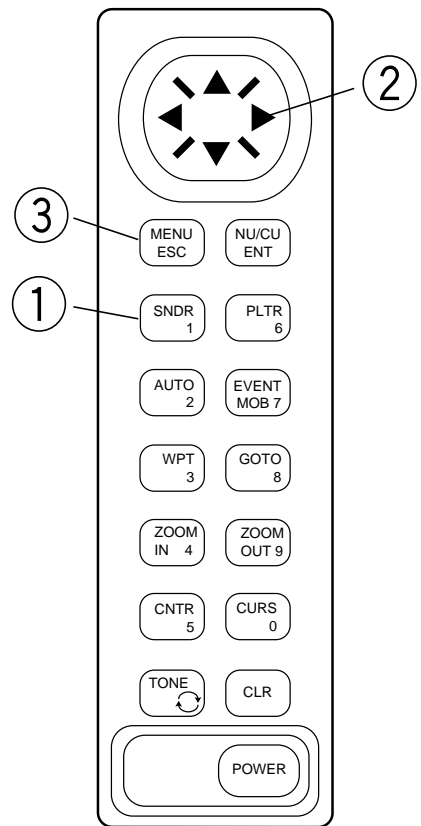 2
3
MENU NU/CU
ESC ENT
1
SNDR PLTR
1 6
AUTO EVENT
2 MOB 7
WPT GOTO
3 8
ZOOM ZOOM
IN 4 OUT 9
CNTR CURS
5 0
TONE CLR
POWER